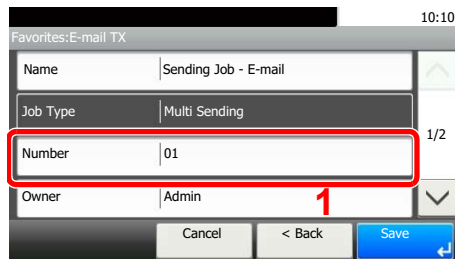 10:10
Favorites:E-mail TX
Name Sending Job - E-mail
Job Type Multi Sending
1/2
Number 01
Owner Admin
1
Cancel < Back Save